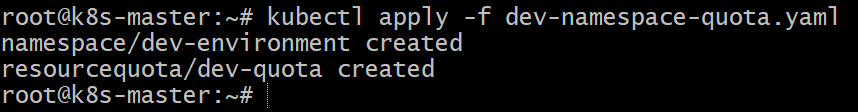 root@k8s-master:~# kubectl apply -f dev-namespace-quota.yaml
namespace/dev-environment created
resourcequota/dev-quota created
root@k8s-master:~#